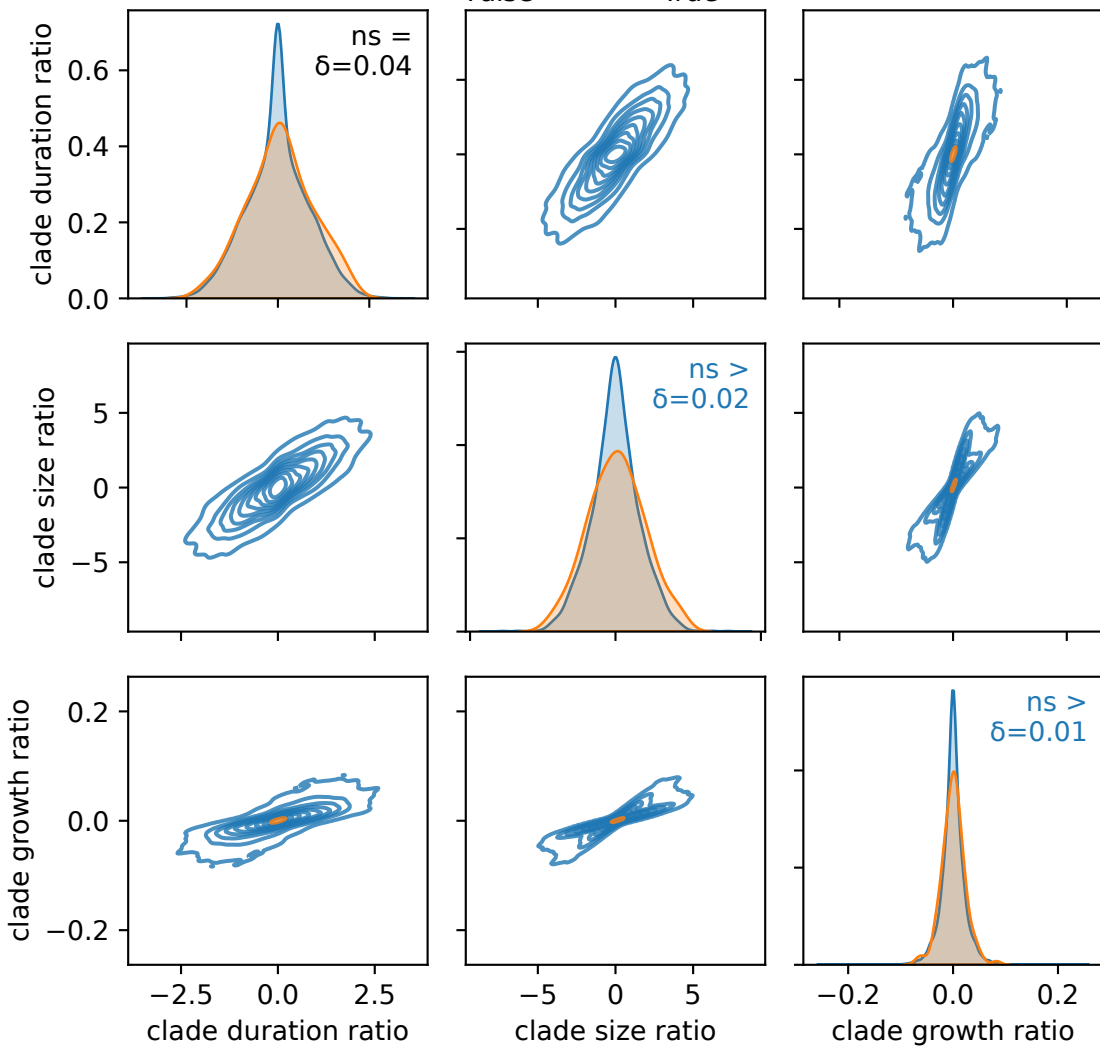 clade duration ratio
0.6
0.4
0.2
0.0
ns =
δ=0.04
clade size ratio
5
0
−5
ns >
δ=0.02
clade growth ratio
0.2
0.0
−0.2
ns >
δ=0.01
−2.5 0.0 2.5
−5 0 5
−0.2 0.0 0.2
clade duration ratio
clade size ratio
clade growth ratio